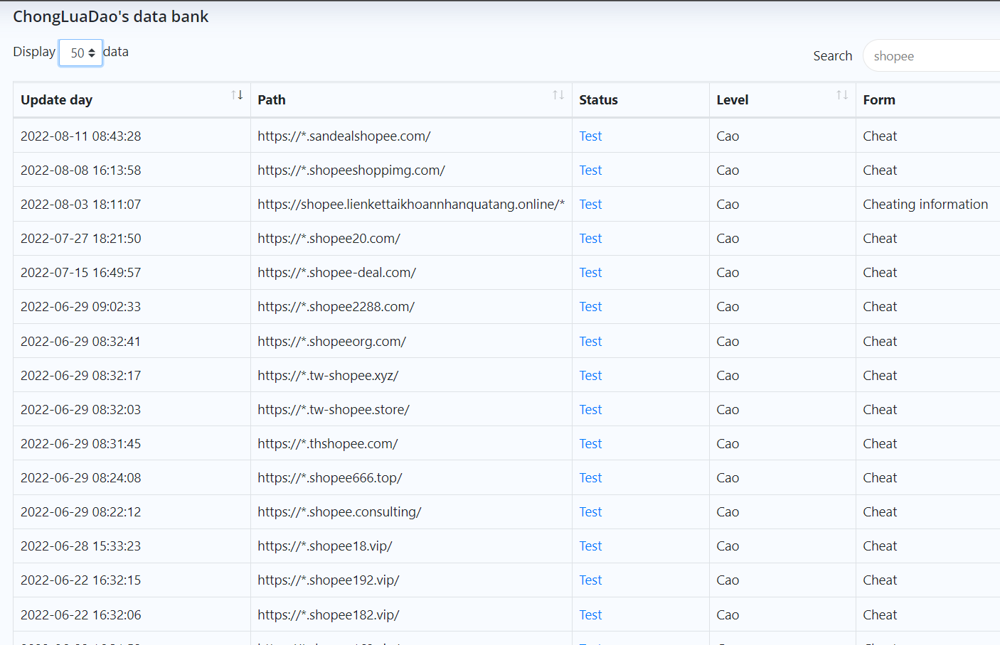 ChongLuaDao's data bank
Display 50 data
Search shopee
Update day Path Status Level Form
2022-08-11 08:43:28 https://*.sandealshopee.com/ Test Cao Cheat
2022-08-08 16:13:58 https://*.shopeeshoppimg.com/ Test Cao Cheat
2022-08-03 18:11:07 https://shopee.lienkettaikhoannhanquatang.online/* Test Cao Cheating information
2022-07-27 18:21:50 https://*.shopee20.com/ Test Cao Cheat
2022-07-15 16:49:57 https://*.shopee-deal.com/ Test Cao Cheat
2022-06-29 09:02:33 https://*.shopee2288.com/ Test Cao Cheat
2022-06-29 08:32:41 https://*.shopeeorg.com/ Test Cao Cheat
2022-06-29 08:32:17 https://*.tw-shopee.xyz/ Test Cao Cheat
2022-06-29 08:32:03 https://*.tw-shopee.store/ Test Cao Cheat
2022-06-29 08:31:45 https://*.thshopee.com/ Test Cao Cheat
2022-06-29 08:24:08 https://*.shopee666.top/ Test Cao Cheat
2022-06-29 08:22:12 https://*.shopee.consulting/ Test Cao Cheat
2022-06-28 15:33:23 https://*.shopee18.vip/ Test Cao Cheat
2022-06-22 16:32:15 https://*.shopee192.vip/ Test Cao Cheat
2022-06-22 16:32:06 https://*.shopee182.vip/ Test Cao Cheat